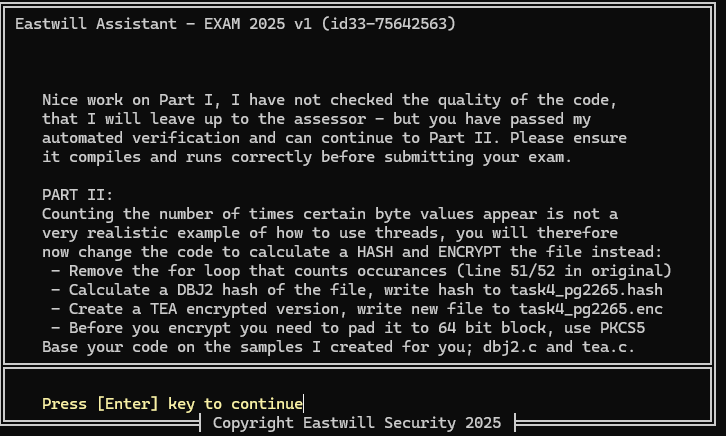 Eastwill Assistant - EXAM 2025 v1 (id33-75642563)
Nice work on Part I, I have not checked the quality of the code,
that I will leave up to the assessor - but you have passed my
automated verification and can continue to Part II. Please ensure
it compiles and runs correctly before submitting your exam.
PART II:
Counting the number of times certain byte values appear is not a
very realistic example of how to use threads, you will therefore
now change the code to calculate a HASH and ENCRYPT the file instead:
- Remove the for loop that counts occurances (line 51/52 in original)
- Calculate a DBJ2 hash of the file, write hash to task4_pg2265.hash
- Create a TEA encrypted version, write new file to task4_pg2265.enc
- Before you encrypt you need to pad it to 64 bit block, use PKCS5
Base your code on the samples I created for you; dbj2.c and tea.c.
Press [Enter] key to continue
Copyright Eastwill Security 2025